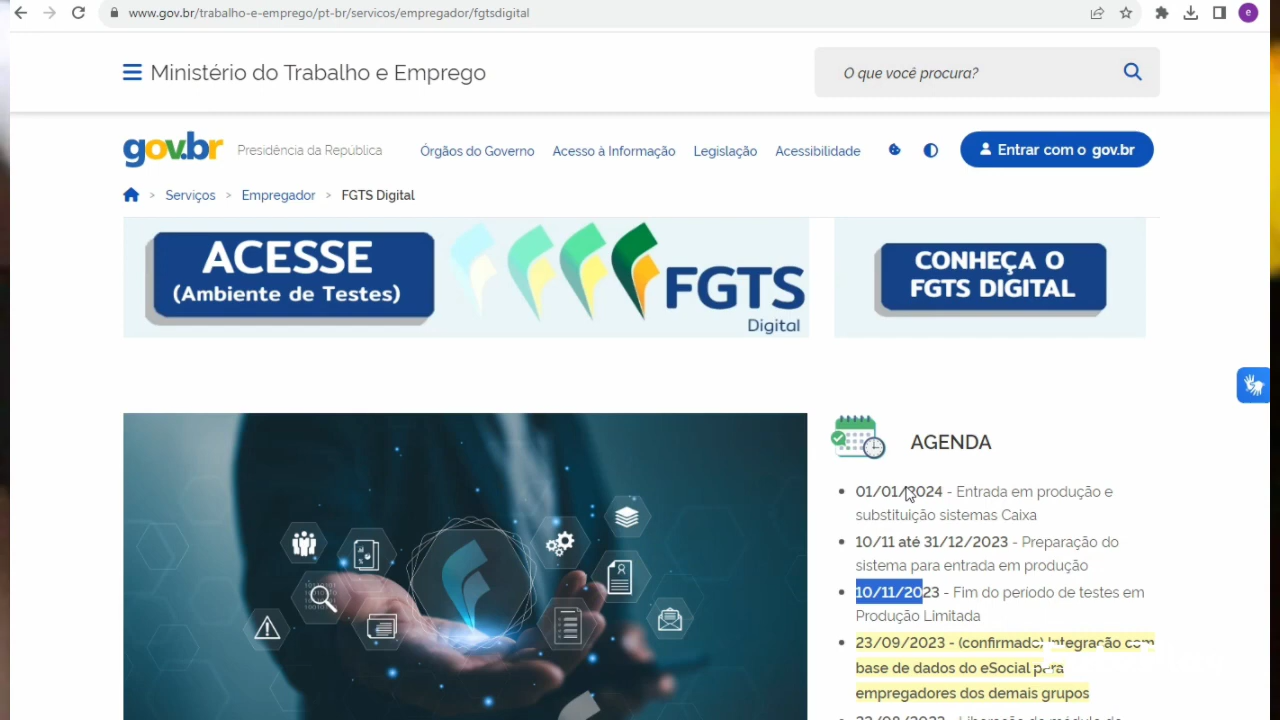 www.gov.br/trabalho-e-emprego/pt-br/servicos/empregador/fgtsdigital
e
Ministério do Trabalho e Emprego
O que você procura?
gov.br
Presidência da República
Órgãos do Governo
Acesso à Informação
Legislação
Acessibilidade
Entrar com o gov.br
Serviços > Empregador > FGTS Digital
ACESSE
(Ambiente de Testes)
FGTS
Digital
CONHEÇA O
FGTS DIGITAL
AGENDA
01/01/2024 - Entrada em produção e
substituição sistemas Caixa
10/11 até 31/12/2023 - Preparação do
sistema para entrada em produção
10/11/2023 - Fim do período de testes em
Produção Limitada
23/09/2023 - (confirmado) Integração com
base de dados do eSocial para
empregadores dos demais grupos